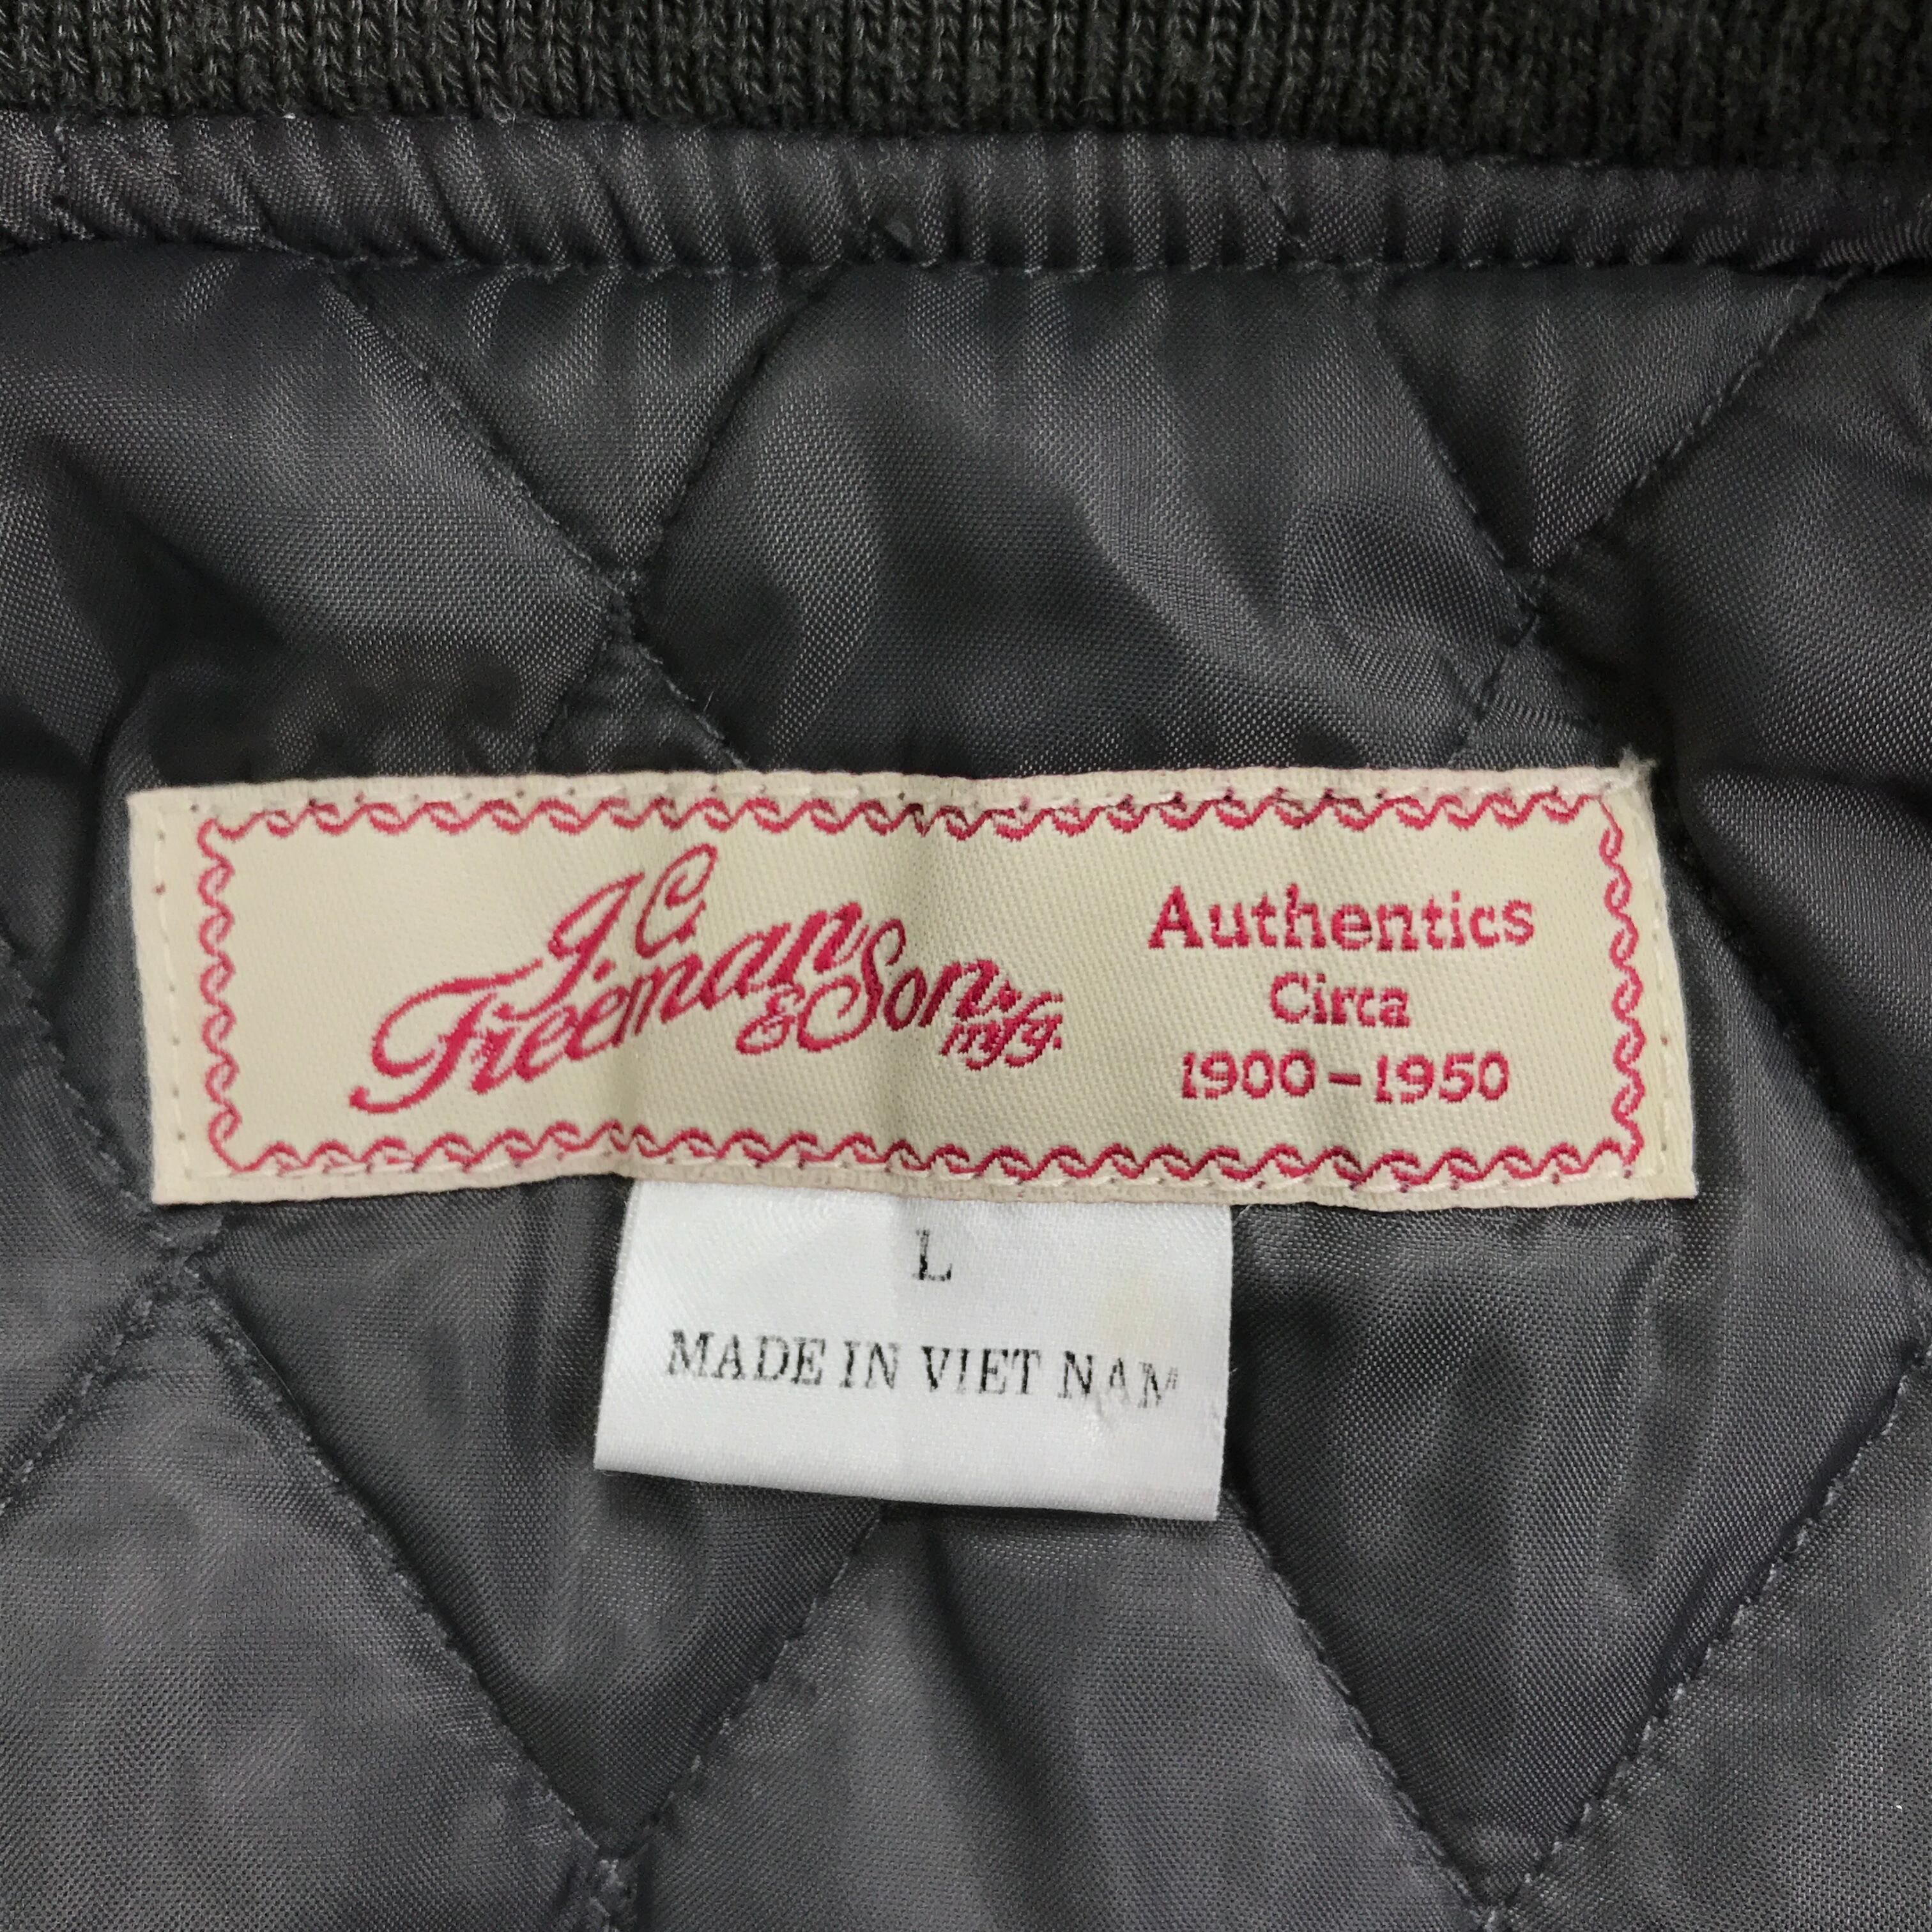 J.C.
Freeman
& Son.
mfg.
Authentics
Circa
1900-1950
L
MADE IN VIET NAM